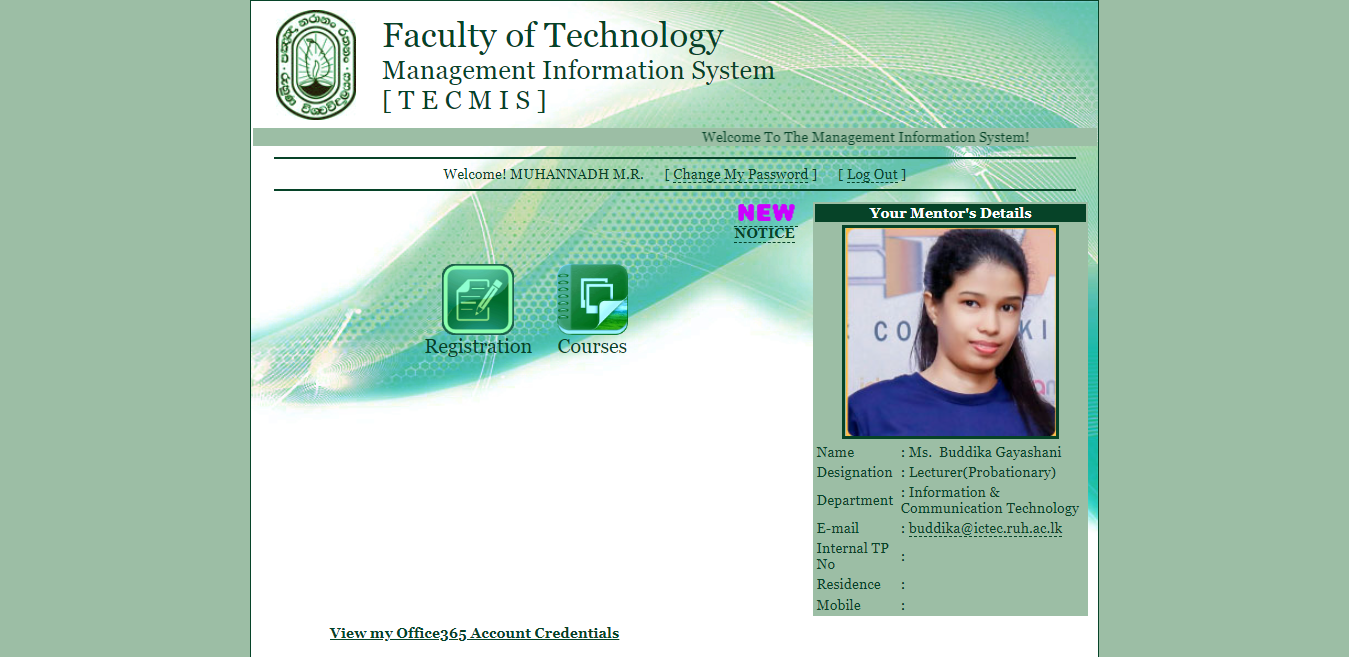 Faculty of Technology
Management Information System
[ T E C M I S ]
Welcome To The Management Information System!
Welcome! MUHANNADH M.R. [ Change My Password ] [ Log Out ]
NEW
NOTICE
Registration
Courses
Your Mentor's Details
Name : Ms. Buddika Gayashani
Designation : Lecturer(Probationary)
Department : Information &
Communication Technology
E-mail : buddika@ictec.ruh.ac.lk
Internal TP
No :
Residence :
Mobile :
View my Office365 Account Credentials